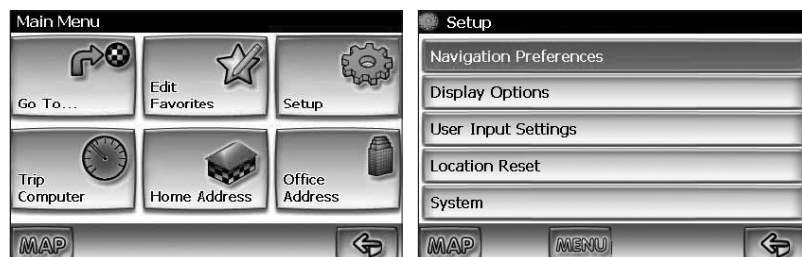 Main Menu
Go To...
Edit
Favorites
Setup
Trip
Computer
Home Address
Office
Address
MAP
Setup
Navigation Preferences
Display Options
User Input Settings
Location Reset
System
MAP
MENU